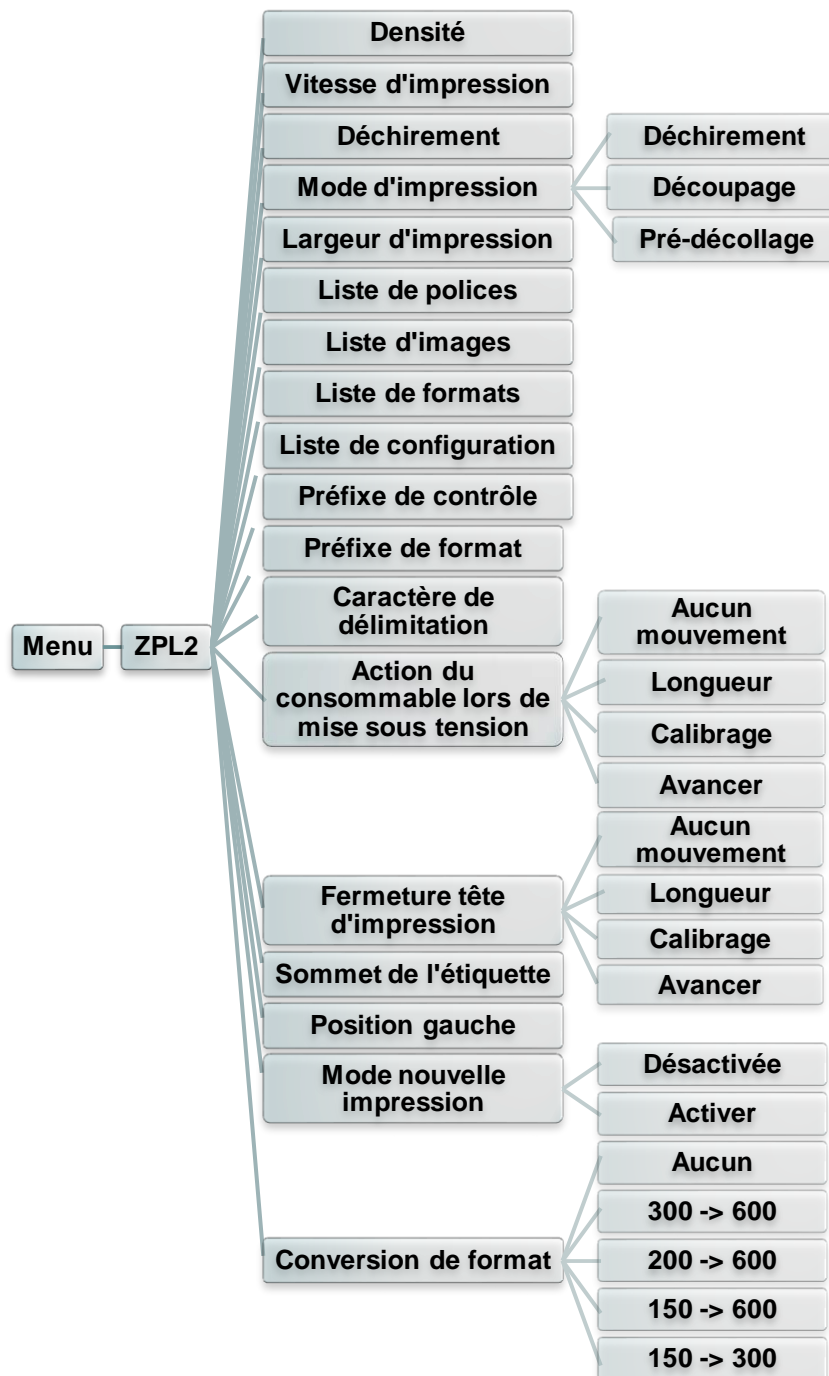 Menu
ZPL2
Densité
Vitesse d'impression
Déchirement
Mode d'impression
Déchirement
Découpage
Pré-décollage
Largeur d'impression
Liste de polices
Liste d'images
Liste de formats
Liste de configuration
Préfixe de contrôle
Préfixe de format
Caractère de
délimitation
Action du
consommable lors de
mise sous tension
Aucun
mouvement
Longueur
Calibrage
Avancer
Fermeture tête
d'impression
Aucun
mouvement
Longueur
Calibrage
Avancer
Sommet de l'étiquette
Position gauche
Mode nouvelle
impression
Désactivée
Activer
Conversion de format
Aucun
300 -> 600
200 -> 600
150 -> 600
150 -> 300